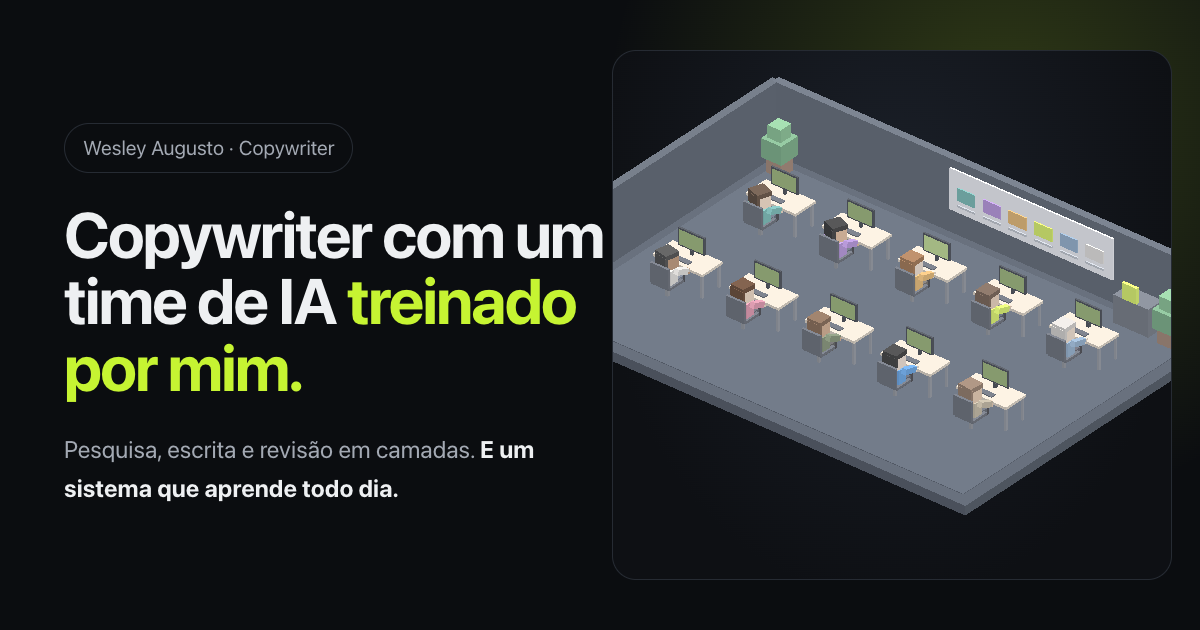 Wesley Augusto · Copywriter
Copywriter com um
time de IA treinado
por mim.
Pesquisa, escrita e revisão em camadas. E um
sistema que aprende todo dia.